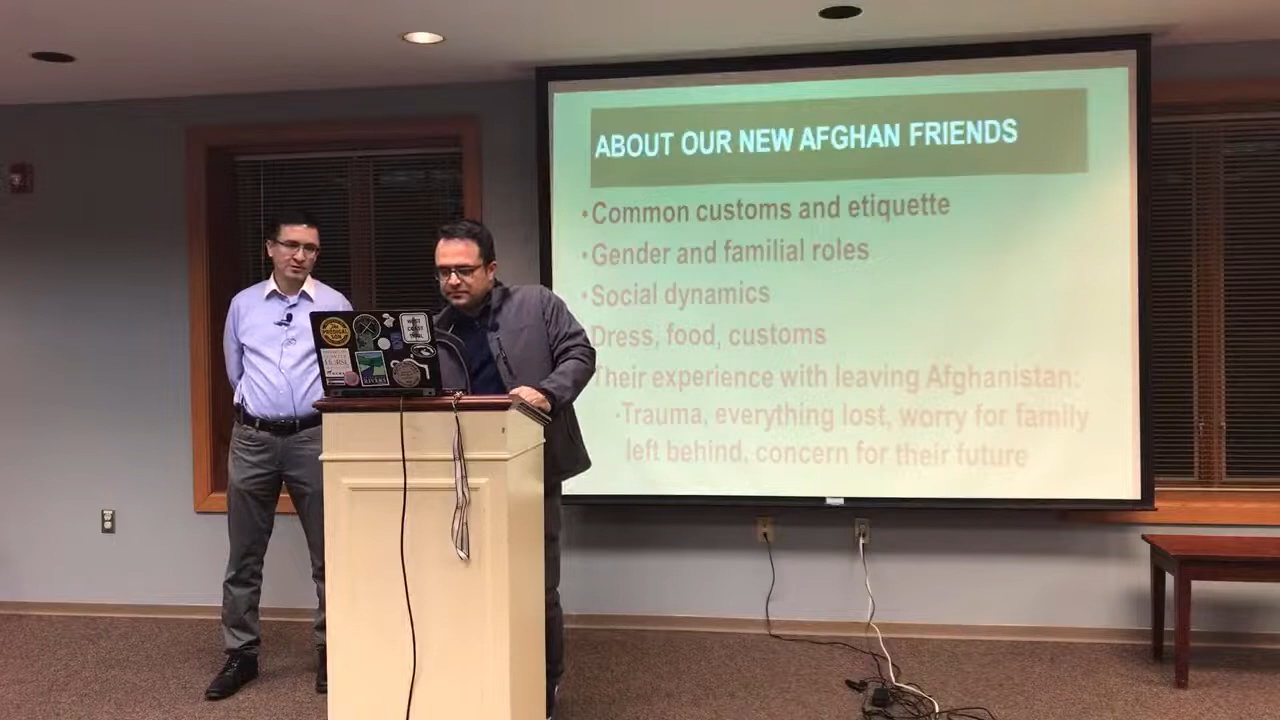 ABOUT OUR NEW AFGHAN FRIENDS
•Common customs and etiquette
•Gender and familial roles
•Social dynamics
Dress, food, customs
Their experience with leaving Afghanistan:
•Trauma, everything lost, worry for family
left behind, concern for their future